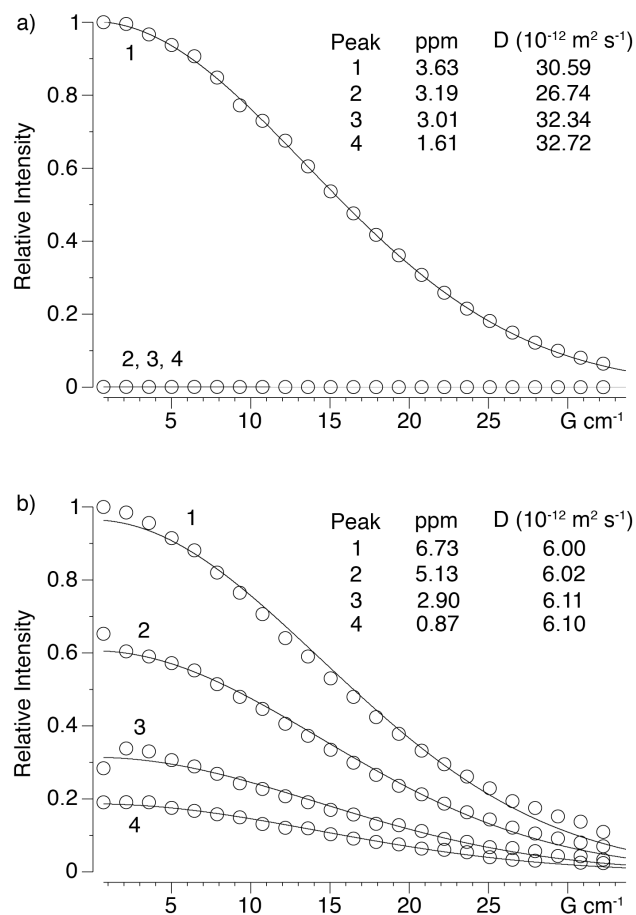 a)
Peak ppm D (10⁻¹² m² s⁻¹)
1 3.63 30.59
2 3.19 26.74
3 3.01 32.34
4 1.61 32.72
1
0.8
0.6
0.4
0.2
0
Relative Intensity
1
2, 3, 4
5 10 15 20 25 G cm⁻¹
b)
Peak ppm D (10⁻¹² m² s⁻¹)
1 6.73 6.00
2 5.13 6.02
3 2.90 6.11
4 0.87 6.10
1
0.8
0.6
0.4
0.2
0
Relative Intensity
1
2
3
4
5 10 15 20 25 G cm⁻¹